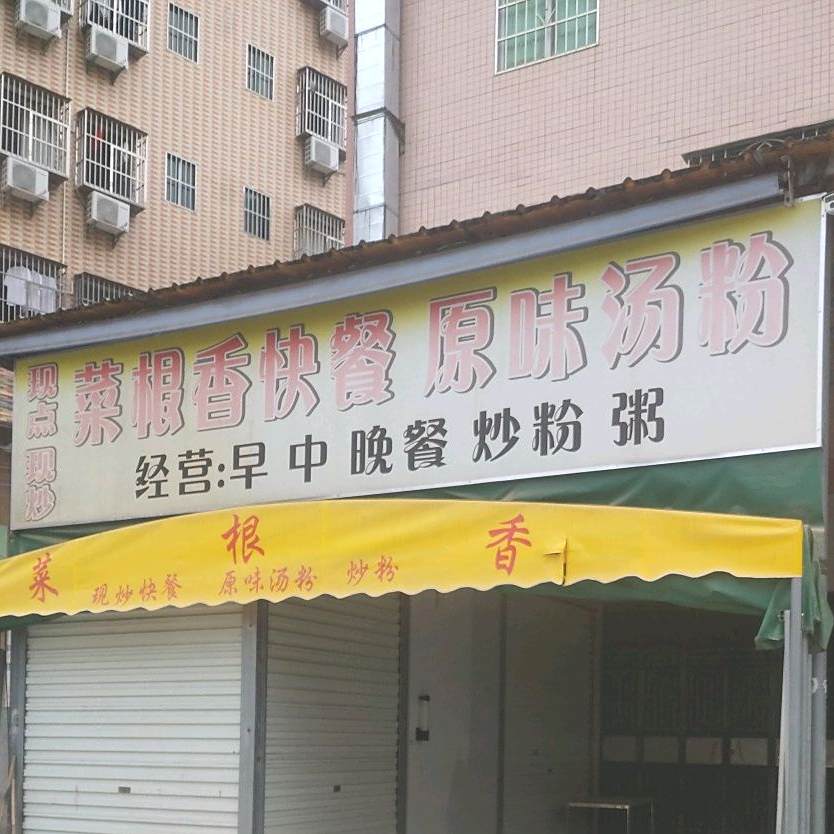 现点现炒
菜根香快餐 原味汤粉
经营:早 中 晚餐 炒粉 粥
菜 根 香
现炒快餐 原味汤粉 炒粉